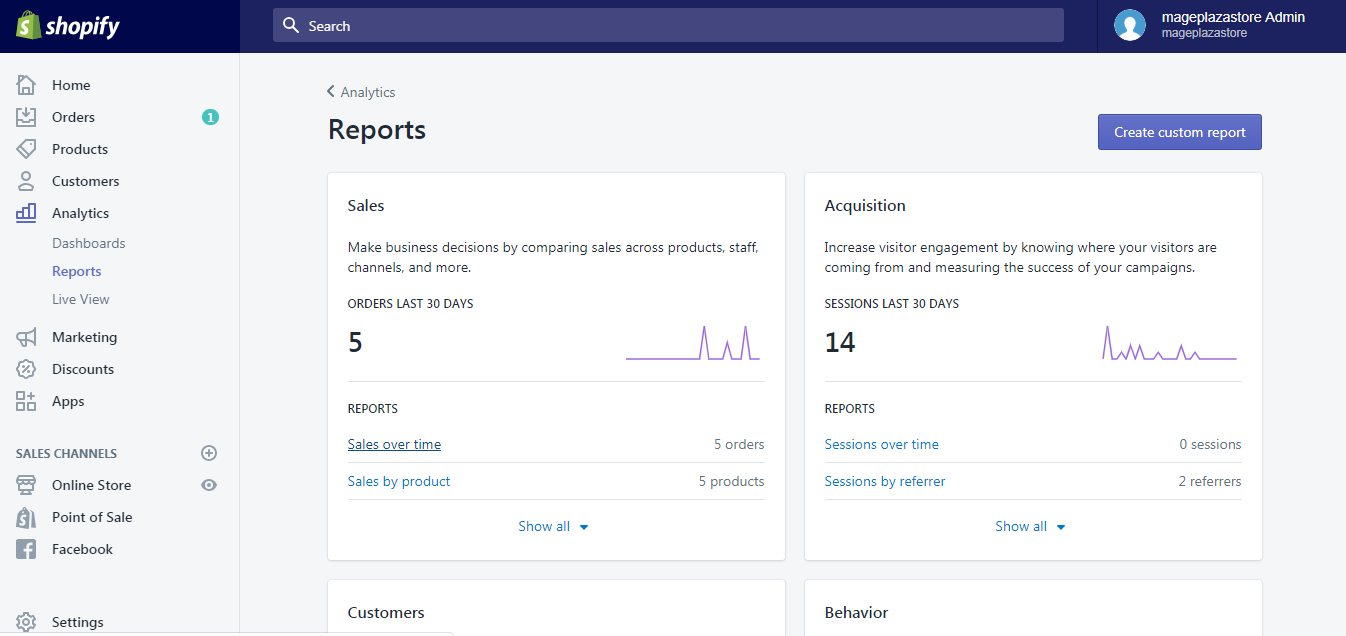 shopify
Search
mageplazastore Admin
mageplazastore
Home
Orders
1
Products
Customers
Analytics
Dashboards
Reports
Live View
Marketing
Discounts
Apps
SALES CHANNELS
Online Store
Point of Sale
Facebook
Settings
Analytics
Reports
Create custom report
Sales
Make business decisions by comparing sales across products, staff,
channels, and more.
ORDERS LAST 30 DAYS
5
REPORTS
Sales over time
5 orders
Sales by product
5 products
Show all
Acquisition
Increase visitor engagement by knowing where your visitors are
coming from and measuring the success of your campaigns.
SESSIONS LAST 30 DAYS
14
REPORTS
Sessions over time
0 sessions
Sessions by referrer
2 referrers
Show all
Customers
Behavior